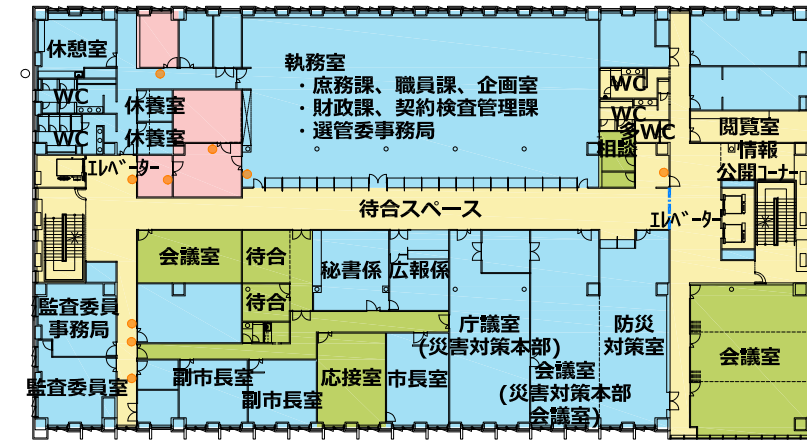 休憩室
執務室
・庶務課、職員課、企画室
・財政課、契約検査管理課
・選管委事務局
WC
休養室
WC
休養室
WC
WC
多WC
相談
閲覧室
情報
公開コーナー
エレベーター
待合スペース
エレベーター
会議室
待合
待合
秘書係
広報係
監査委員
事務局
監査委員室
副市長室
副市長室
応接室
市長室
庁議室
(災害対策本部)
会議室
(災害対策本部
会議室)
防災
対策室
会議室